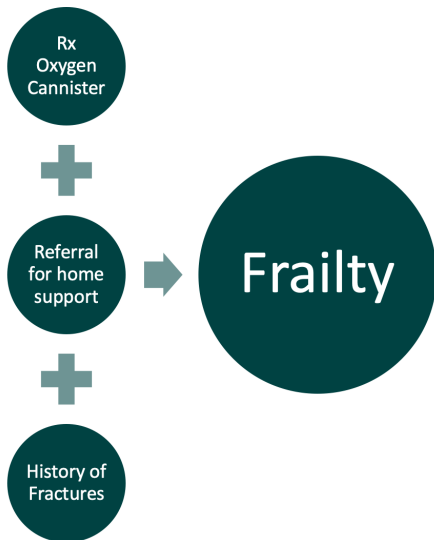 Rx
Oxygen
Cannister
Referral
for home
support
Frailty
History of
Fractures